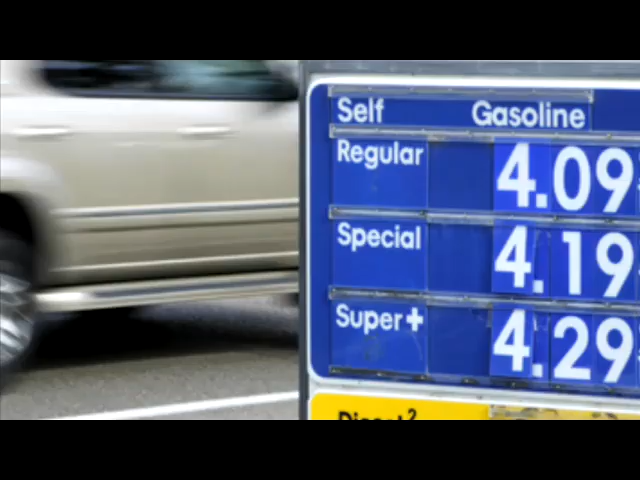 Self Gasoline
Regular 4.09
Special 4.19
Super+ 4.29